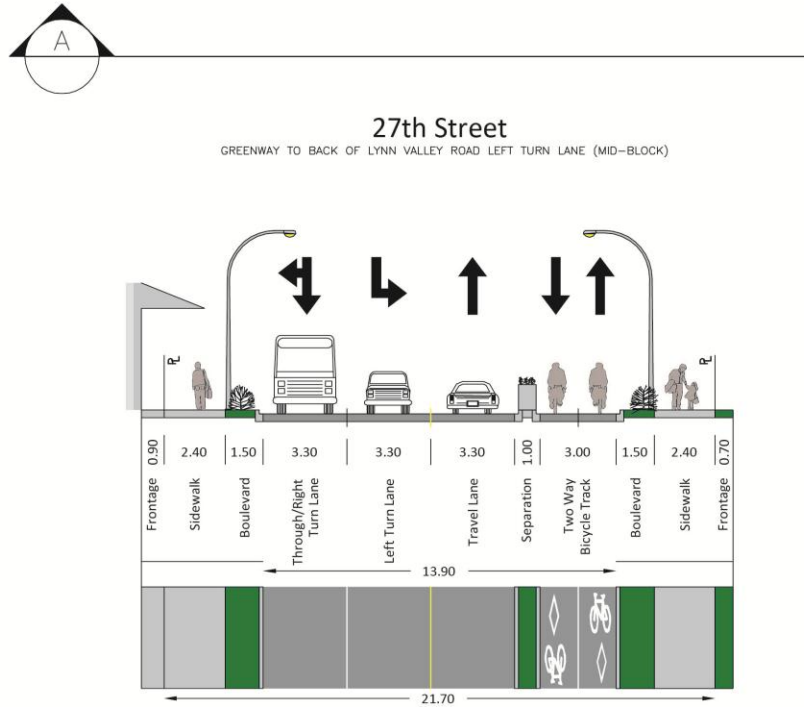 A
27th Street
GREENWAY TO BACK OF LYNN VALLEY ROAD LEFT TURN LANE (MID-BLOCK)
PL
PL
0.90
2.40
1.50
3.30
3.30
3.30
1.00
3.00
1.50
2.40
0.70
Frontage
Sidewalk
Boulevard
Through/Right
Turn Lane
Left Turn Lane
Travel Lane
Separation
Two Way
Bicycle Track
Boulevard
Sidewalk
Frontage
13.90
21.70